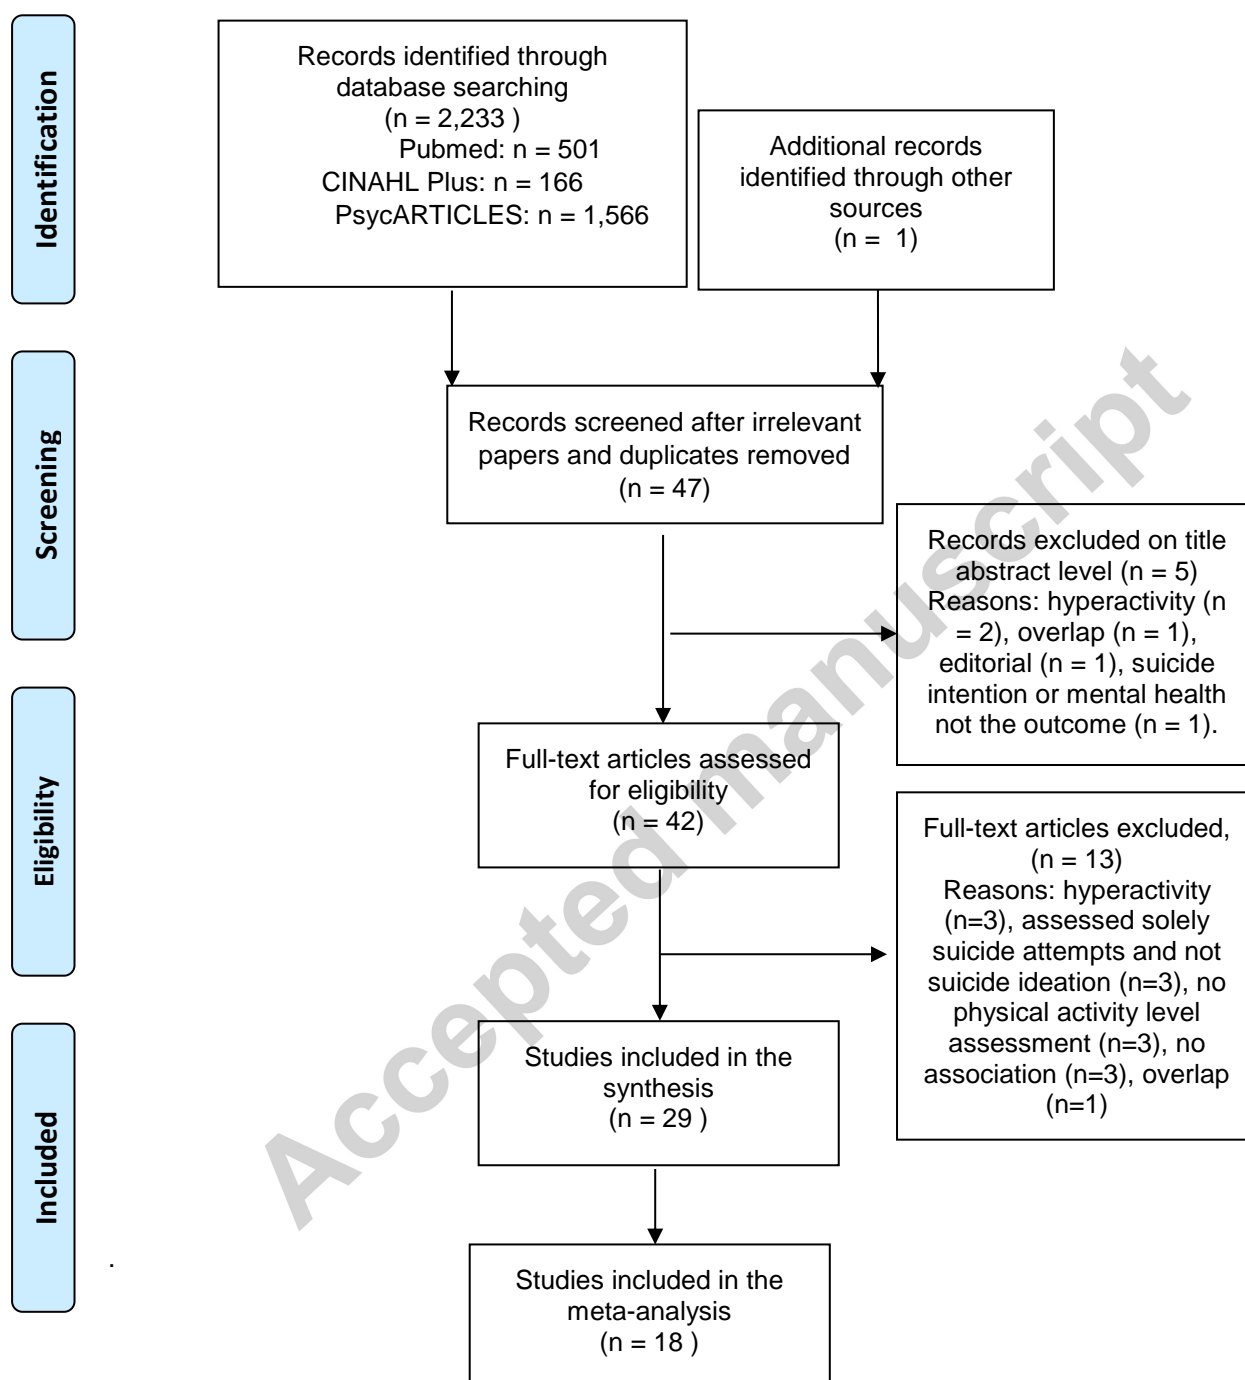 Identification
Records identified through
database searching
(n = 2,233 )
Pubmed: n = 501
CINAHL Plus: n = 166
PsycARTICLES: n = 1,566
Additional records
identified through other
sources
(n =  1)
Screening
Records screened after irrelevant
papers and duplicates removed
(n = 47)
Records excluded on title
abstract level (n = 5)
Reasons: hyperactivity (n
= 2), overlap (n = 1),
editorial (n = 1), suicide
intention or mental health
not the outcome (n = 1).
Eligibility
Full-text articles assessed
for eligibility
(n = 42)
Full-text articles excluded,
(n = 13)
Reasons: hyperactivity
(n=3), assessed solely
suicide attempts and not
suicide ideation (n=3), no
physical activity level
assessment (n=3), no
association (n=3), overlap
(n=1)
Included
Studies included in the
synthesis
(n = 29 )
.
Studies included in the
meta-analysis
(n = 18 )
Accepted manuscript